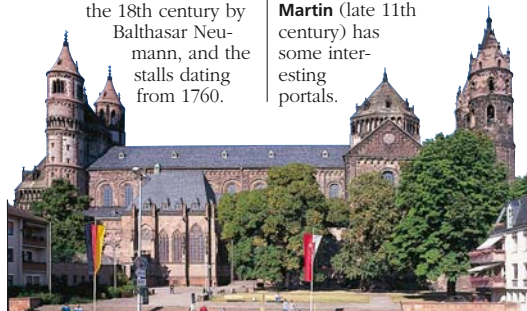 the 18th century by
Balthasar Neu-
mann, and the
stalls dating
from 1760.
Martin (late 11th
century) has
some inter-
esting
portals.